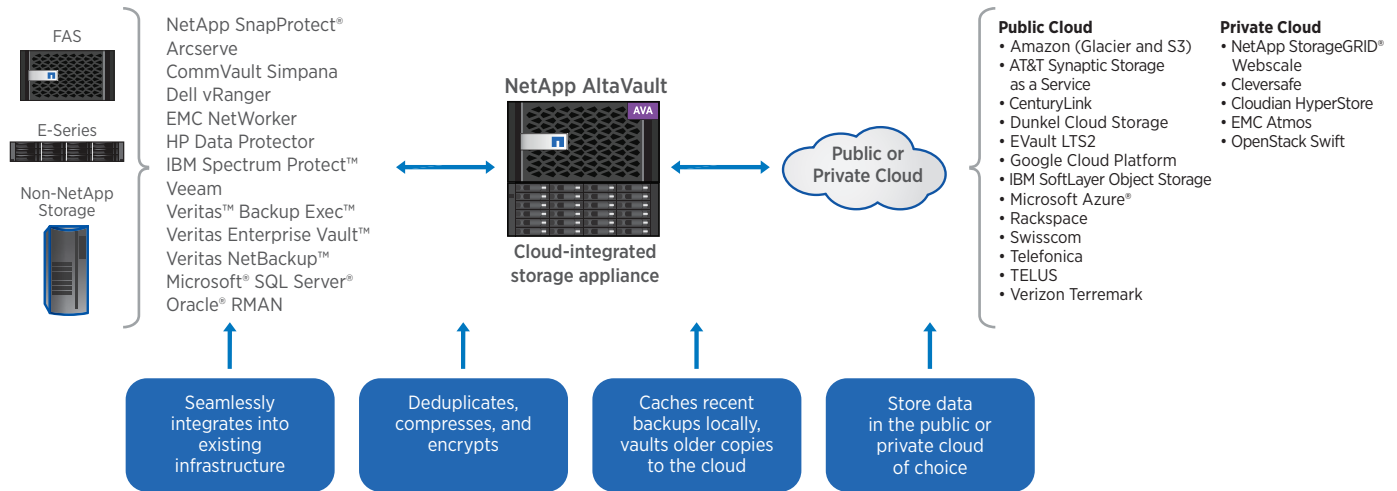 FAS
E-Series
Non-NetApp
Storage
NetApp SnapProtect®
Arcserve
CommVault Simpana
Dell vRanger
EMC NetWorker
HP Data Protector
IBM Spectrum Protect™
Veeam
Veritas™ Backup Exec™
Veritas Enterprise Vault™
Veritas NetBackup™
Microsoft® SQL Server®
Oracle® RMAN
NetApp AltaVault
AVA
Cloud-integrated
storage appliance
Public or
Private Cloud
Public Cloud
• Amazon (Glacier and S3)
• AT&T Synaptic Storage
as a Service
• CenturyLink
• Dunkel Cloud Storage
• EVault LTS2
• Google Cloud Platform
• IBM SoftLayer Object Storage
• Microsoft Azure®
• Rackspace
• Swisscom
• Telefonica
• TELUS
• Verizon Terremark
Private Cloud
• NetApp StorageGRID®
Webscale
• Cleversafe
• Cloudian HyperStore
• EMC Atmos
• OpenStack Swift
Seamlessly
integrates into
existing
infrastructure
Deduplicates,
compresses, and
encrypts
Caches recent
backups locally,
vaults older copies
to the cloud
Store data
in the public or
private cloud
of choice